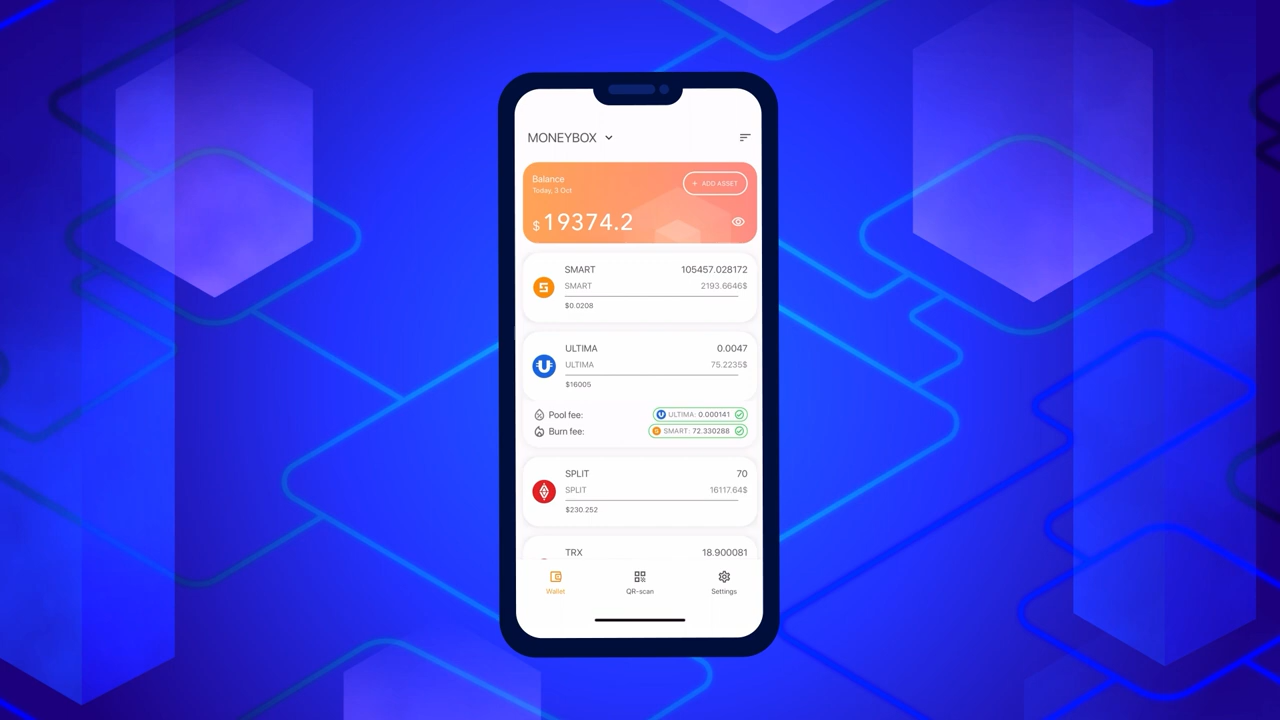 MONEYBOX
Balance
Today, 3 Oct
+ ADD ASSET
$ 19374.2
SMART 105457.028172
SMART 2193.6646$
$0.0208
ULTIMA 0.0047
ULTIMA 75.2235$
$16005
Pool fee: ULTIMA: 0.000141
Burn fee: SMART: 72.330288
SPLIT 70
SPLIT 16117.64$
$230.252
TRX 18.900081
Wallet QR-scan Settings